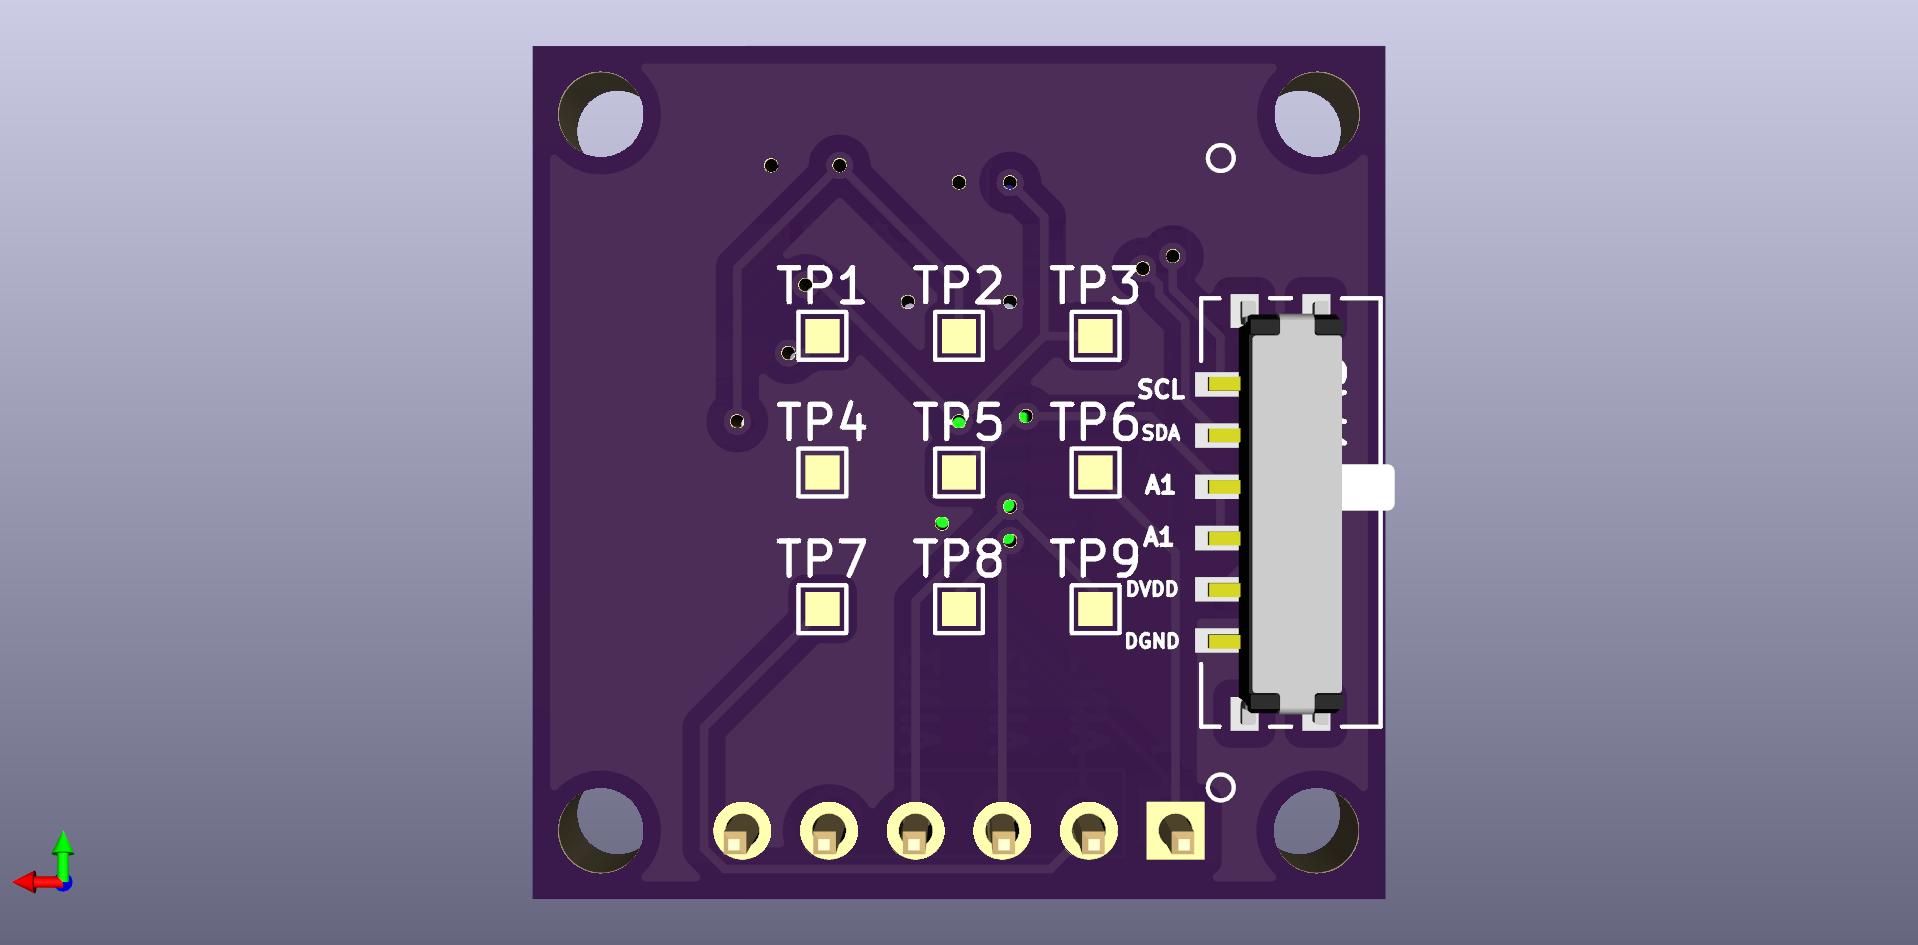 TP1 TP2 TP3
SCL
TP4 TP5 TP6 SDA
A1
A1
TP7 TP8 TP9
DVDD
DGND